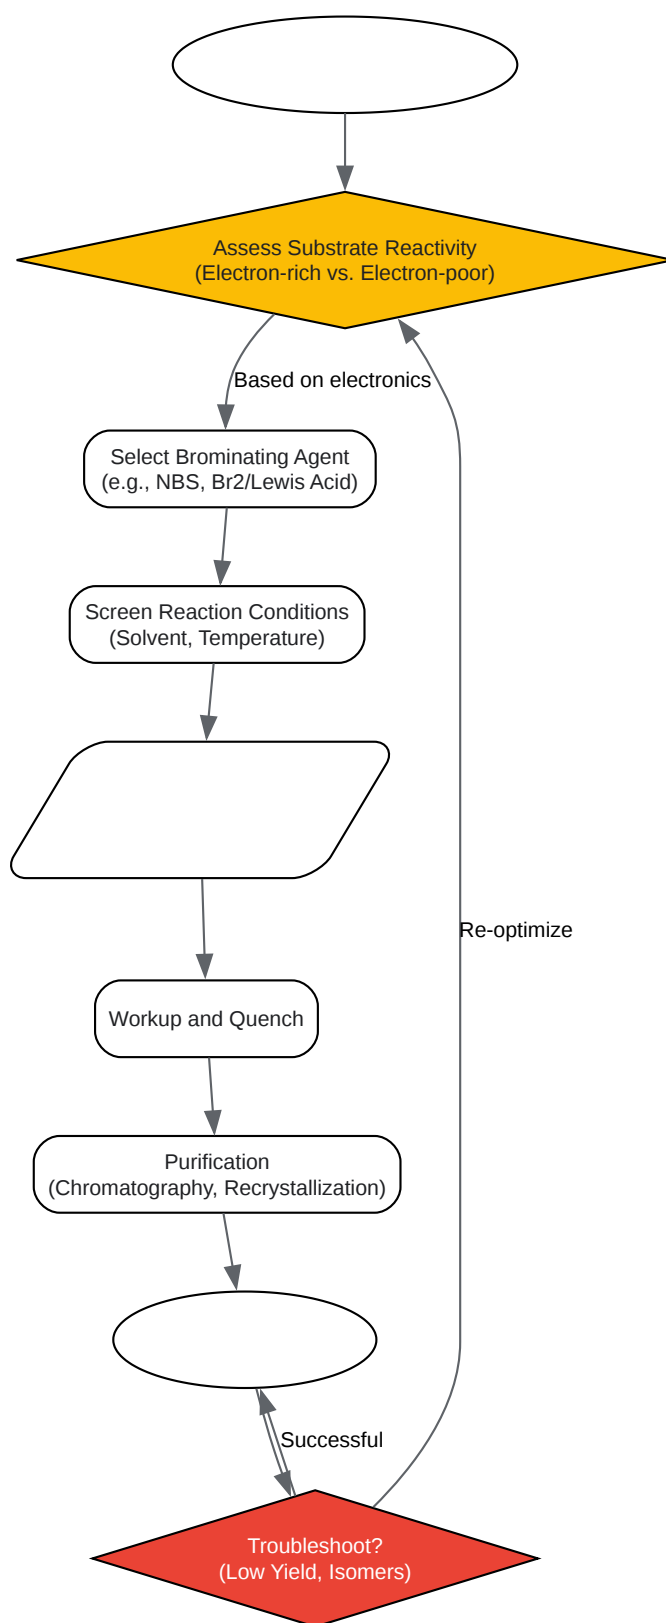 Assess Substrate Reactivity
(Electron-rich vs. Electron-poor)
Based on electronics
Select Brominating Agent
(e.g., NBS, Br2/Lewis Acid)
Screen Reaction Conditions
(Solvent, Temperature)
Re-optimize
Workup and Quench
Purification
(Chromatography, Recrystallization)
Successful
Troubleshoot?
(Low Yield, Isomers)